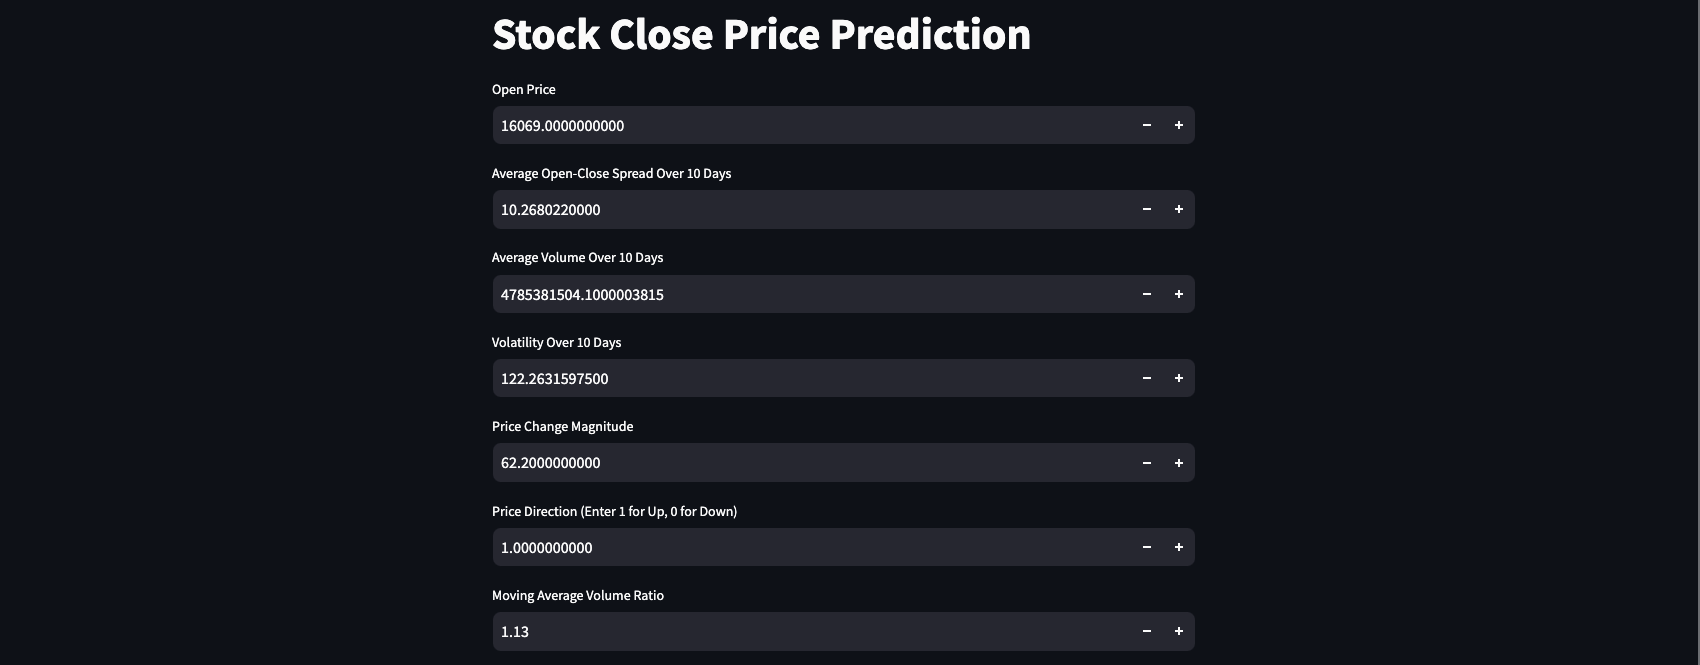 Stock Close Price Prediction
Open Price
16069.0000000000
Average Open-Close Spread Over 10 Days
10.2680220000
Average Volume Over 10 Days
4785381504.1000003815
Volatility Over 10 Days
122.2631597500
Price Change Magnitude
62.2000000000
Price Direction (Enter 1 for Up, 0 for Down)
1.0000000000
Moving Average Volume Ratio
1.13